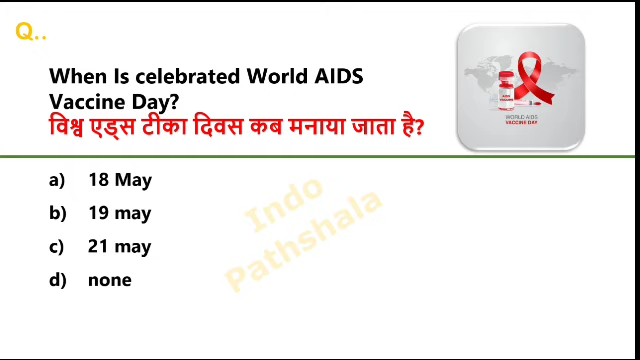 Q..
When Is celebrated World AIDS
Vaccine Day?
विश्व एड्स टीका दिवस कब मनाया जाता है?
WORLD AIDS
VACCINE DAY
a) 18 May
b) 19 may
c) 21 may
d) none
Indo
Pathshala